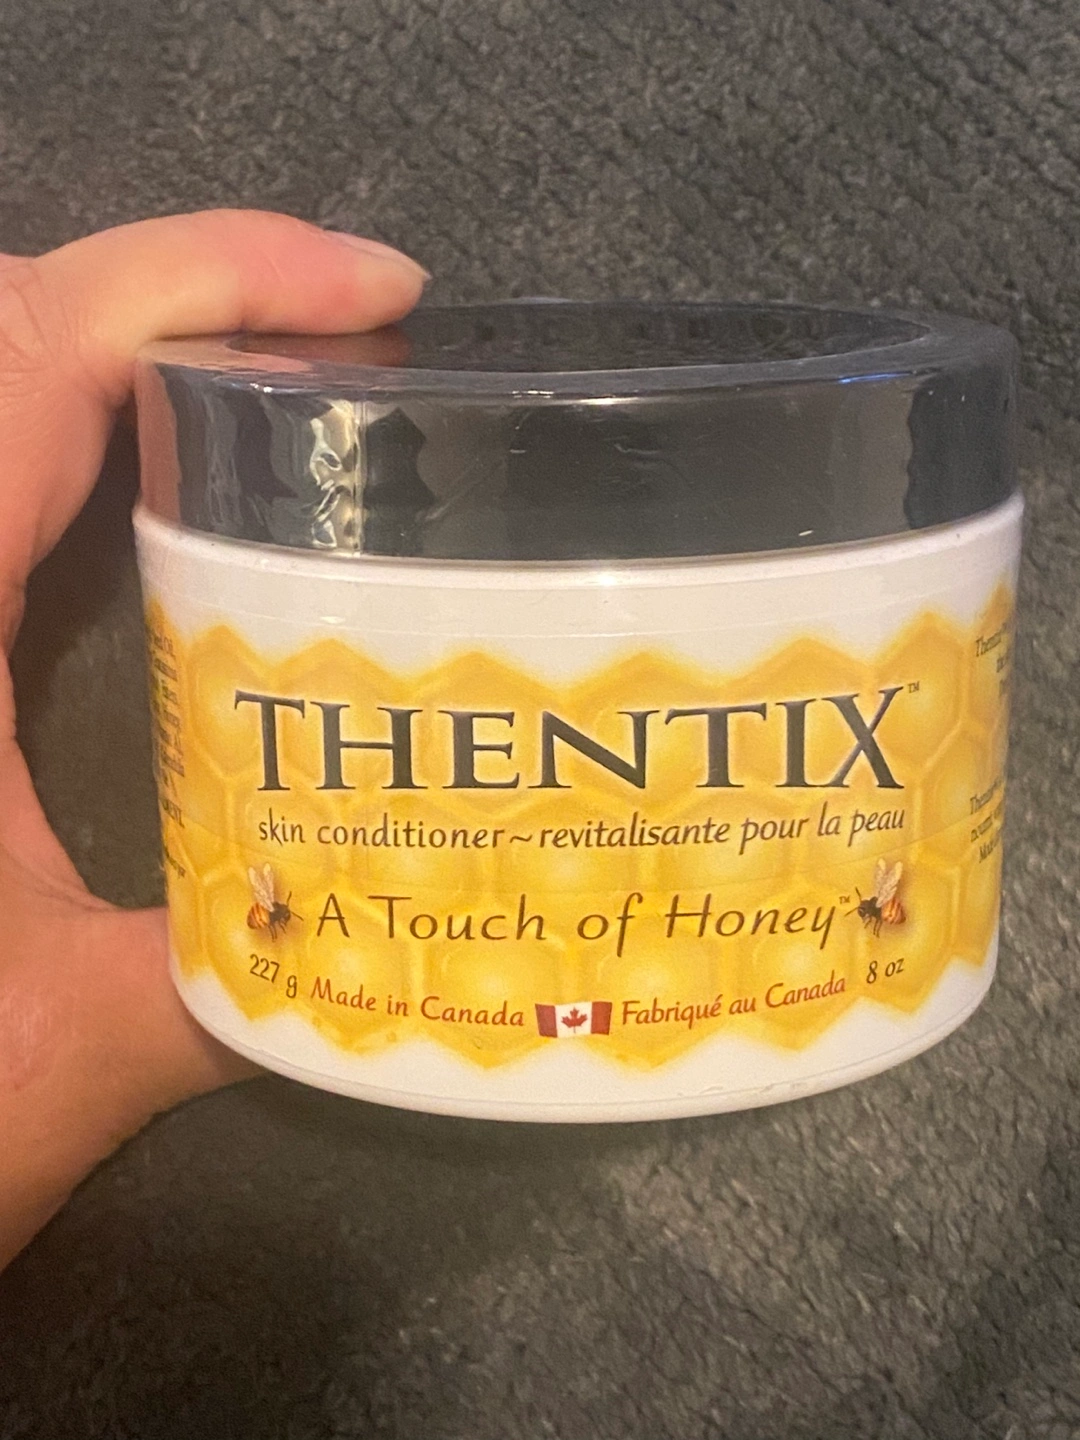 THENTIX™
skin conditioner~revitalisante pour la peau
A Touch of Honey™
227 g Made in Canada Fabriqué au Canada 8 oz